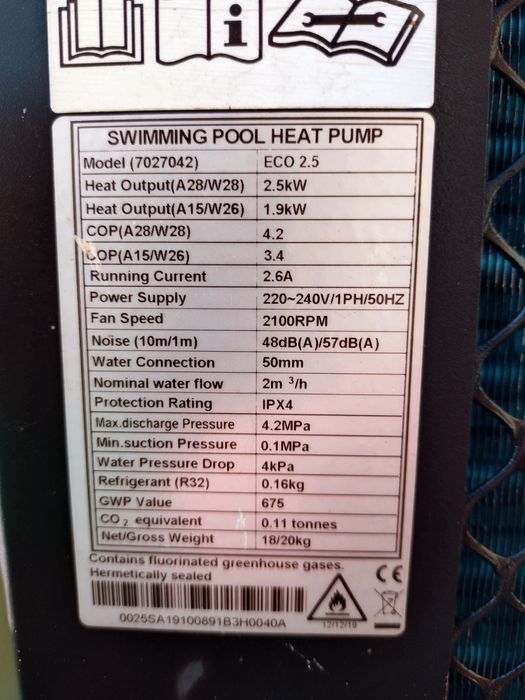 i
SWIMMING POOL HEAT PUMP
Model (7027042) ECO 2.5
Heat Output(A28/W28) 2.5kW
Heat Output(A15/W26) 1.9kW
COP(A28/W28) 4.2
COP(A15/W26) 3.4
Running Current 2.6A
Power Supply 220~240V/1PH/50HZ
Fan Speed 2100RPM
Noise (10m/1m) 48dB(A)/57dB(A)
Water Connection 50mm
Nominal water flow 2m ³/h
Protection Rating IPX4
Max.discharge Pressure 4.2MPa
Min.suction Pressure 0.1MPa
Water Pressure Drop 4kPa
Refrigerant (R32) 0.16kg
GWP Value 675
CO₂ equivalent 0.11 tonnes
Net/Gross Weight 18/20kg
Contains fluorinated greenhouse gases.
Hermetically sealed
CE
0025SA19100891B3H0040A
12/12/19